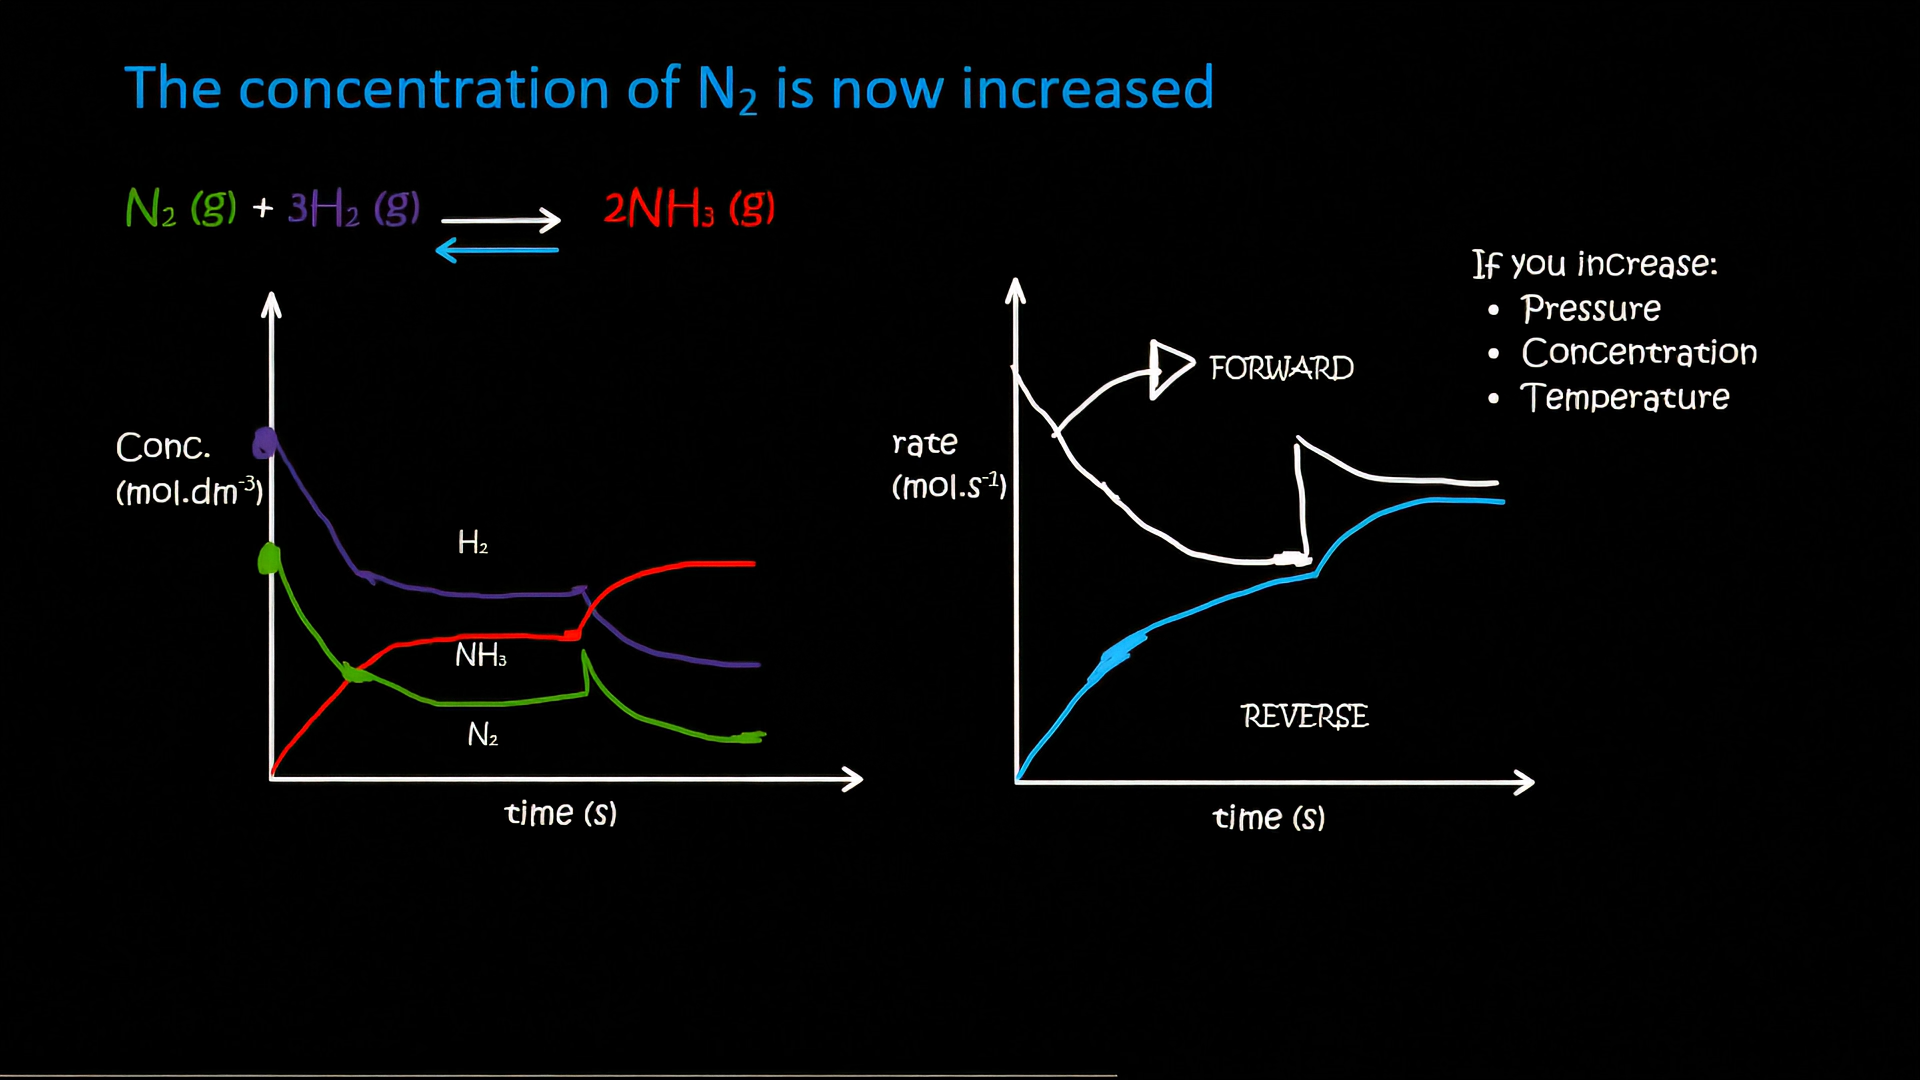 The concentration of N₂ is now increased
N₂ (g) + 3H₂ (g) 2NH₃ (g)
If you increase:
• Pressure
• Concentration
• Temperature
FORWARD
Conc.
(mol.dm⁻³)
rate
(mol.s⁻¹)
H₂
NH₃
N₂
REVERSE
time (s)
time (s)